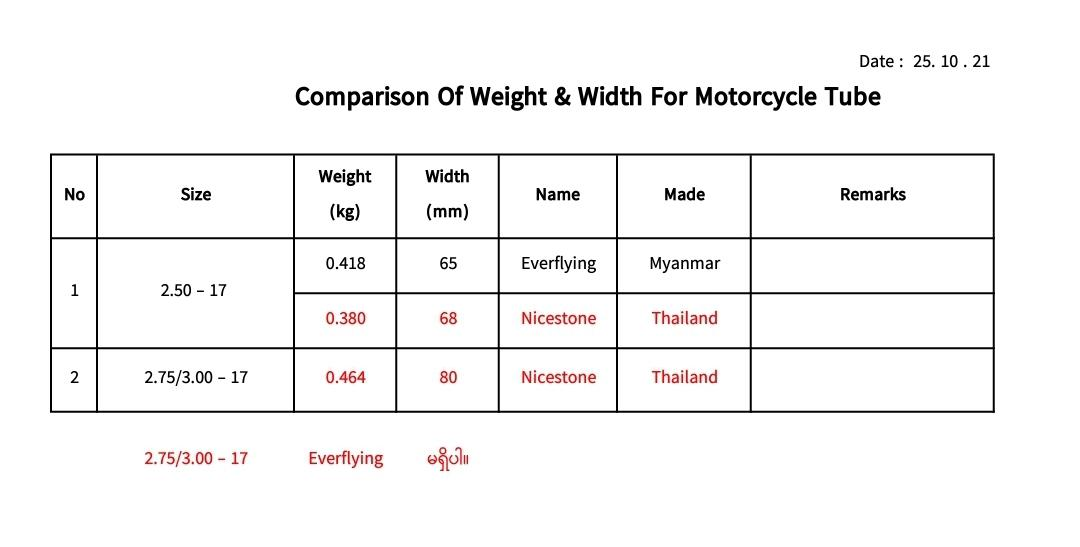 Date : 25. 10 . 21
Comparison Of Weight & Width For Motorcycle Tube
No Size Weight (kg) Width (mm) Name Made Remarks
1 2.50 – 17 0.418 65 Everflying Myanmar
0.380 68 Nicestone Thailand
2 2.75/3.00 – 17 0.464 80 Nicestone Thailand
2.75/3.00 – 17 Everflying မရှိပါ။